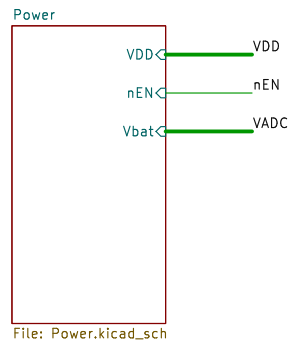 Power
VDD VDD
nEN nEN
Vbat VADC
File: Power.kicad_sch